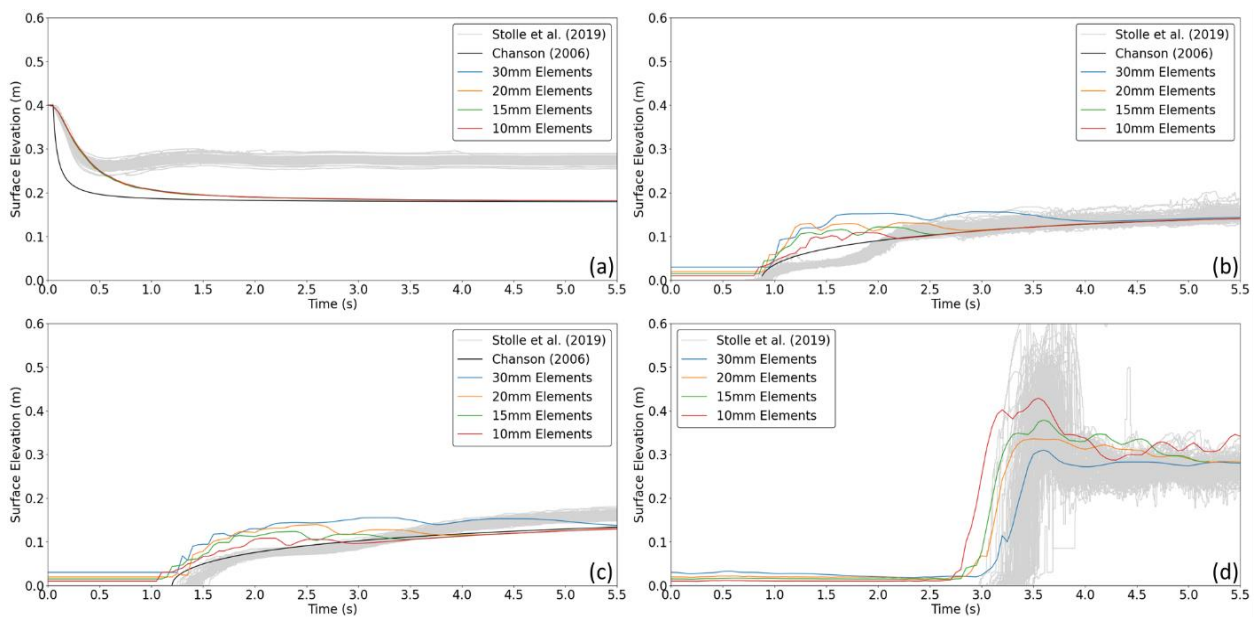 0.6
0.5
0.4
0.3
0.2
0.1
0.0
Surface Elevation (m)
Stolle et al. (2019)
Chanson (2006)
30mm Elements
20mm Elements
15mm Elements
10mm Elements
(a)
0.0 0.5 1.0 1.5 2.0 2.5 3.0 3.5 4.0 4.5 5.0 5.5
Time (s)
0.6
0.5
0.4
0.3
0.2
0.1
0.0
Surface Elevation (m)
Stolle et al. (2019)
Chanson (2006)
30mm Elements
20mm Elements
15mm Elements
10mm Elements
(b)
0.0 0.5 1.0 1.5 2.0 2.5 3.0 3.5 4.0 4.5 5.0 5.5
Time (s)
0.6
0.5
0.4
0.3
0.2
0.1
0.0
Surface Elevation (m)
Stolle et al. (2019)
Chanson (2006)
30mm Elements
20mm Elements
15mm Elements
10mm Elements
(c)
0.0 0.5 1.0 1.5 2.0 2.5 3.0 3.5 4.0 4.5 5.0 5.5
Time (s)
0.6
0.5
0.4
0.3
0.2
0.1
0.0
Surface Elevation (m)
Stolle et al. (2019)
30mm Elements
20mm Elements
15mm Elements
10mm Elements
(d)
0.0 0.5 1.0 1.5 2.0 2.5 3.0 3.5 4.0 4.5 5.0 5.5
Time (s)